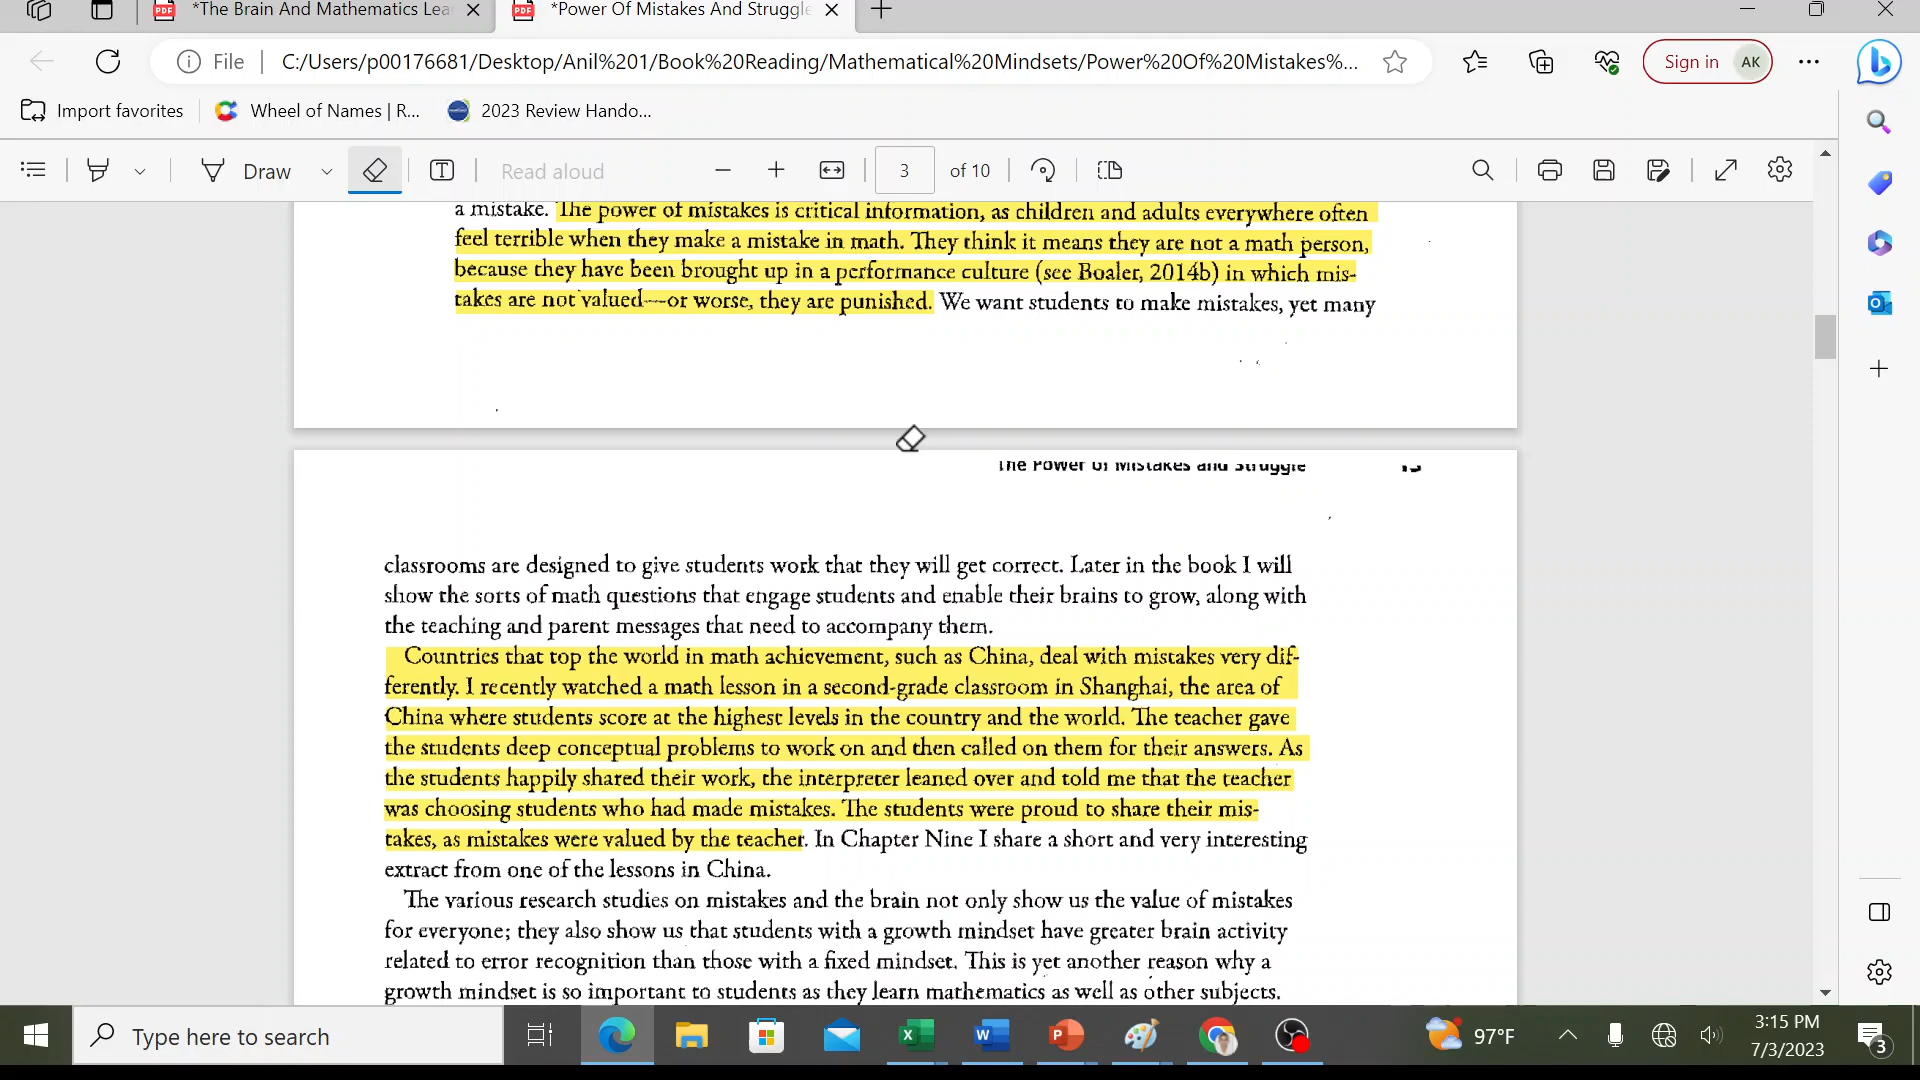 *The Brain And Mathematics Lea
*Power Of Mistakes And Struggle
File
C:/Users/p00176681/Desktop/Anil%201/Book%20Reading/Mathematical%20Mindsets/Power%20Of%20Mistakes%...
Sign in AK
Import favorites
Wheel of Names | R...
2023 Review Hando...
Draw
Read aloud
3 of 10
a mistake. The power of mistakes is critical information, as children and adults everywhere often
feel terrible when they make a mistake in math. They think it means they are not a math person,
because they have been brought up in a performance culture (see Boaler, 2014b) in which mis-
takes are not valued—or worse, they are punished. We want students to make mistakes, yet many
The Power of Mistakes and Struggle
classrooms are designed to give students work that they will get correct. Later in the book I will
show the sorts of math questions that engage students and enable their brains to grow, along with
the teaching and parent messages that need to accompany them.
Countries that top the world in math achievement, such as China, deal with mistakes very dif-
ferently. I recently watched a math lesson in a second-grade classroom in Shanghai, the area of
China where students score at the highest levels in the country and the world. The teacher gave
the students deep conceptual problems to work on and then called on them for their answers. As
the students happily shared their work, the interpreter leaned over and told me that the teacher
was choosing students who had made mistakes. The students were proud to share their mis-
takes, as mistakes were valued by the teacher. In Chapter Nine I share a short and very interesting
extract from one of the lessons in China.
The various research studies on mistakes and the brain not only show us the value of mistakes
for everyone; they also show us that students with a growth mindset have greater brain activity
related to error recognition than those with a fixed mindset. This is yet another reason why a
growth mindset is so important to students as they learn mathematics as well as other subjects.
Type here to search
97°F
3:15 PM
7/3/2023
3